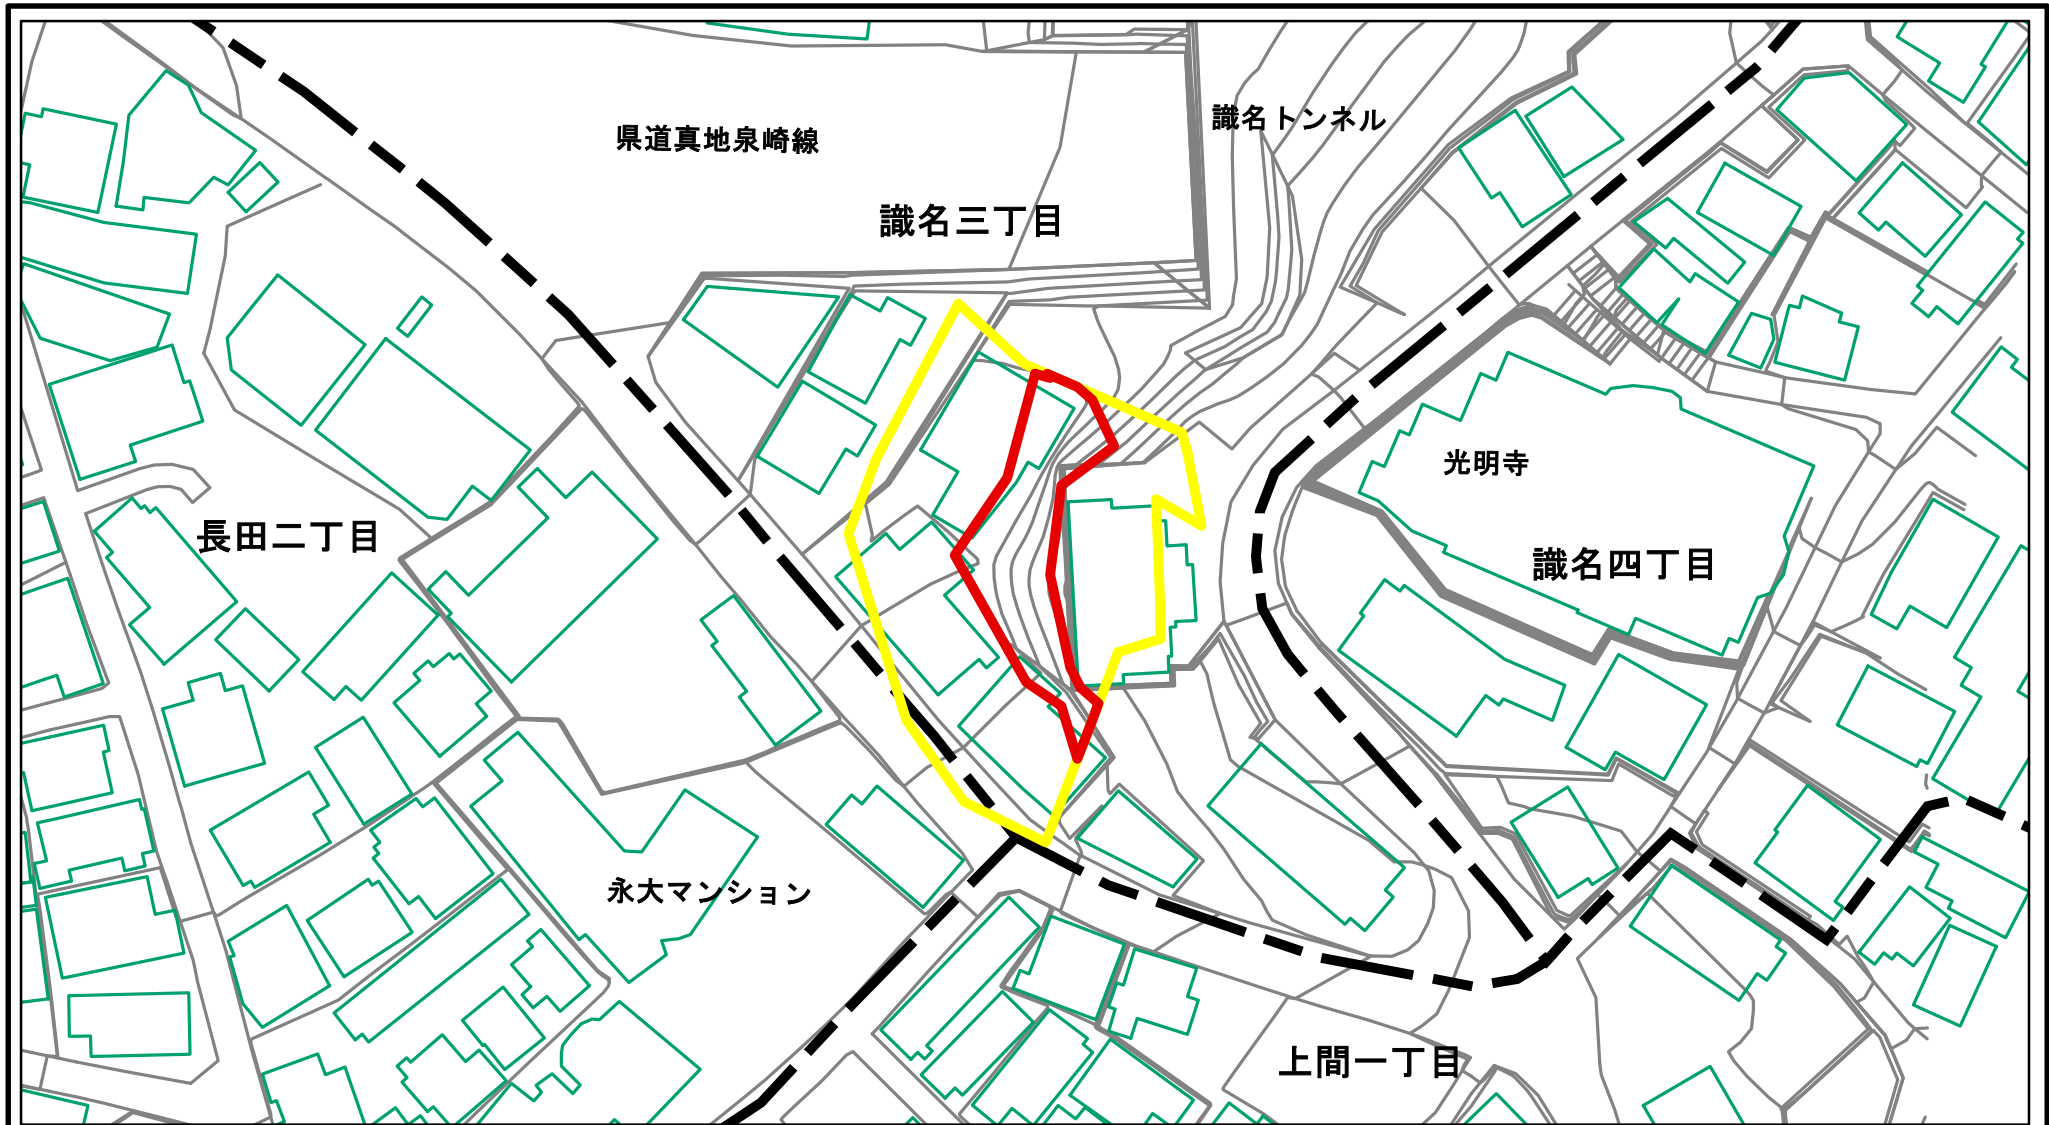 識名トンネル
県道真地泉崎線
識名三丁目
光明寺
長田二丁目
識名四丁目
永大マンション
上間一丁目